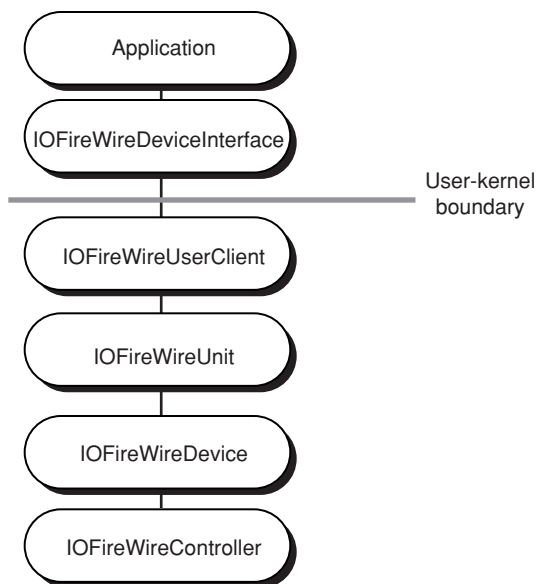 Application
IOFireWireDeviceInterface
User-kernel
boundary
IOFireWireUserClient
IOFireWireUnit
IOFireWireDevice
IOFireWireController